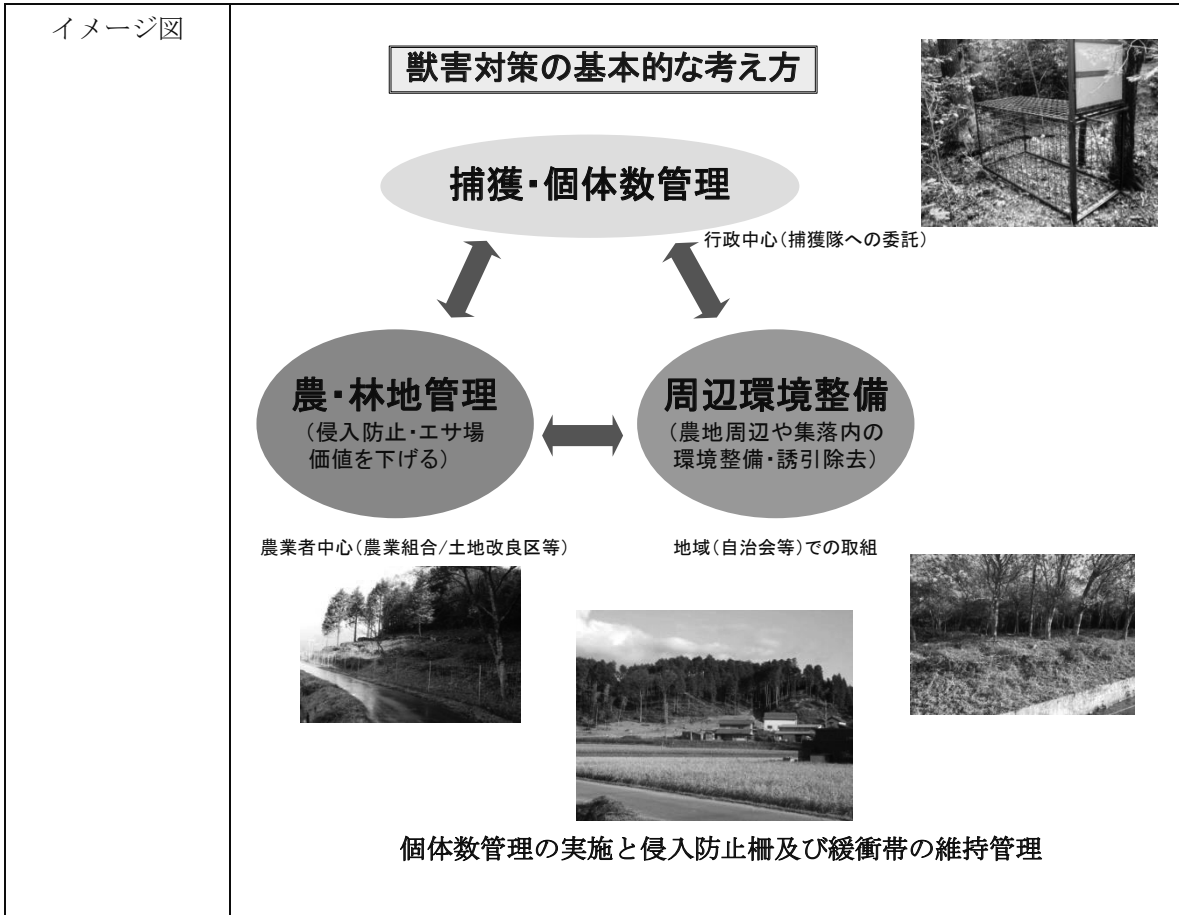 イメージ図
獣害対策の基本的な考え方
捕獲・個体数管理
行政中心（捕獲隊への委託）
農・林地管理
（侵入防止・エサ場
価値を下げる）
周辺環境整備
（農地周辺や集落内の
環境整備・誘引除去）
農業者中心（農業組合/土地改良区等）
地域（自治会等）での取組
個体数管理の実施と侵入防止柵及び緩衝帯の維持管理